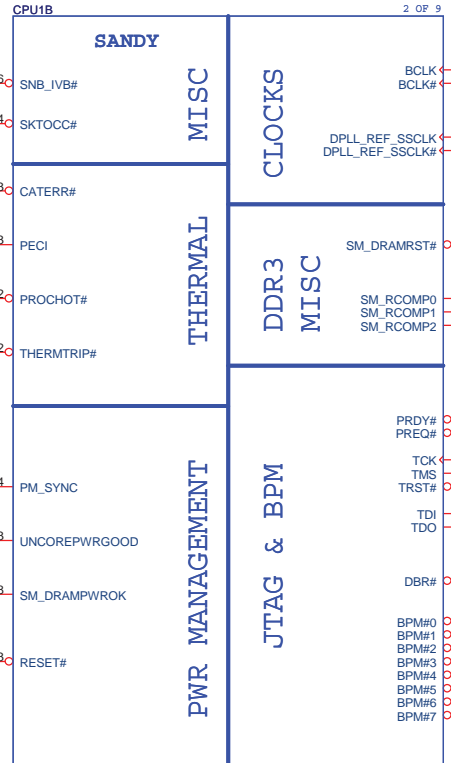 CPU1B
2 OF 9
SANDY
MISC
SNB_IVB#
SKTOCC#
THERMAL
CATERR#
PECI
PROCHOT#
THERMTRIP#
PWR MANAGEMENT
PM_SYNC
UNCOREPWRGOOD
SM_DRAMPWROK
RESET#
CLOCKS
BCLK
BCLK#
DPLL_REF_SSCLK
DPLL_REF_SSCLK#
DDR3
MISC
SM_DRAMRST#
SM_RCOMP0
SM_RCOMP1
SM_RCOMP2
JTAG & BPM
PRDY#
PREQ#
TCK
TMS
TRST#
TDI
TDO
DBR#
BPM#0
BPM#1
BPM#2
BPM#3
BPM#4
BPM#5
BPM#6
BPM#7